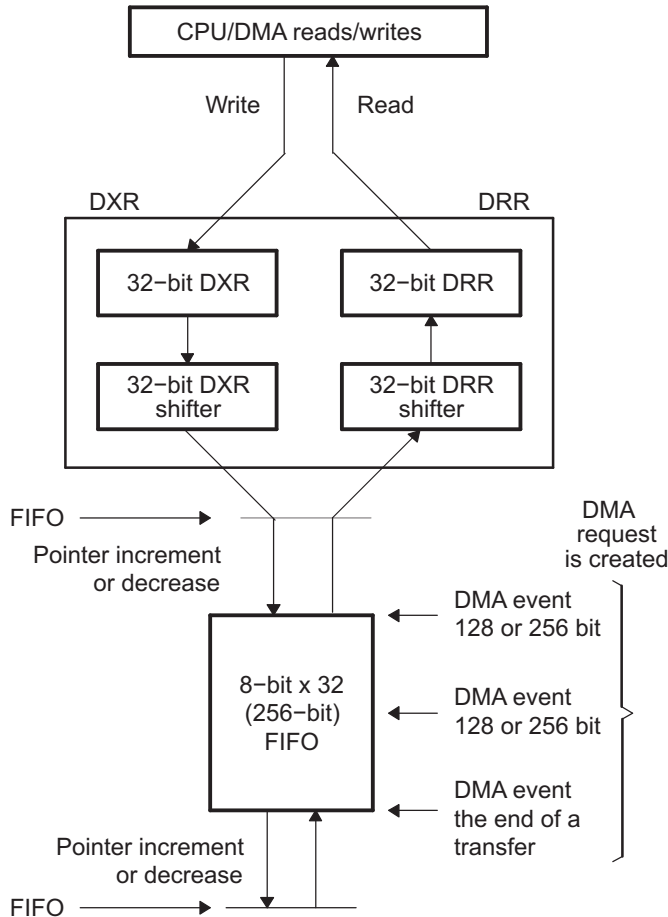 CPU/DMA reads/writes
Write
Read
DXR
DRR
32−bit DXR
32−bit DRR
32−bit DXR
shifter
32−bit DRR
shifter
FIFO
Pointer increment
or decrease
DMA
request
is created
DMA event
128 or 256 bit
8−bit x 32
(256−bit)
FIFO
DMA event
128 or 256 bit
DMA event
the end of a
transfer
Pointer increment
or decrease
FIFO